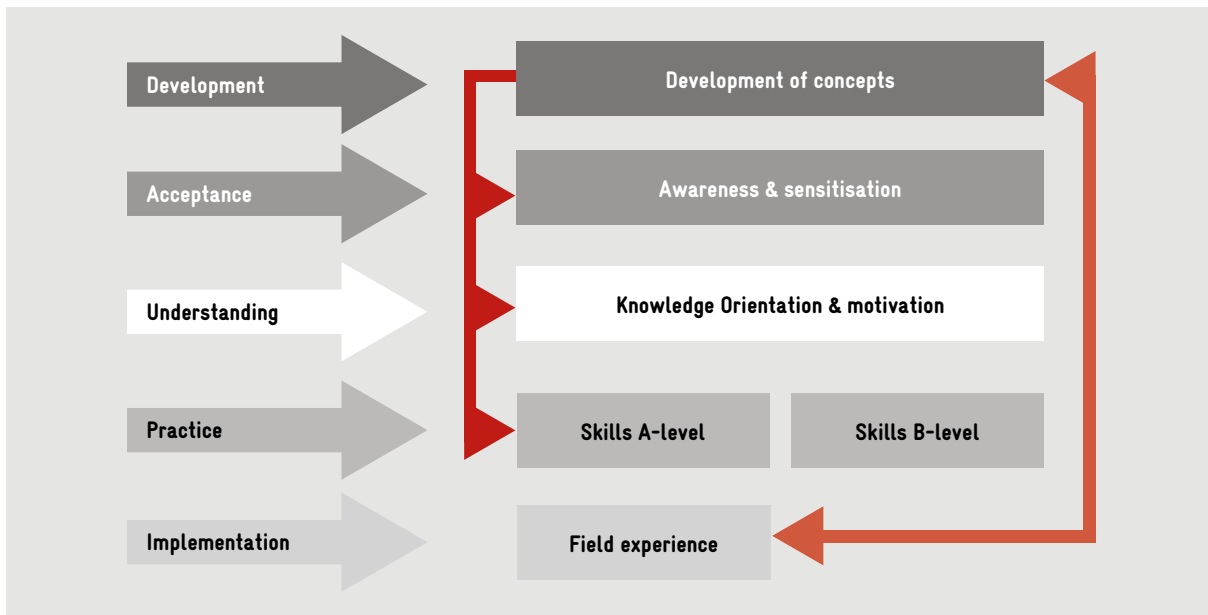 Development
Development of concepts
Acceptance
Awareness & sensitisation
Understanding
Knowledge Orientation & motivation
Practice
Skills A-level
Skills B-level
Implementation
Field experience